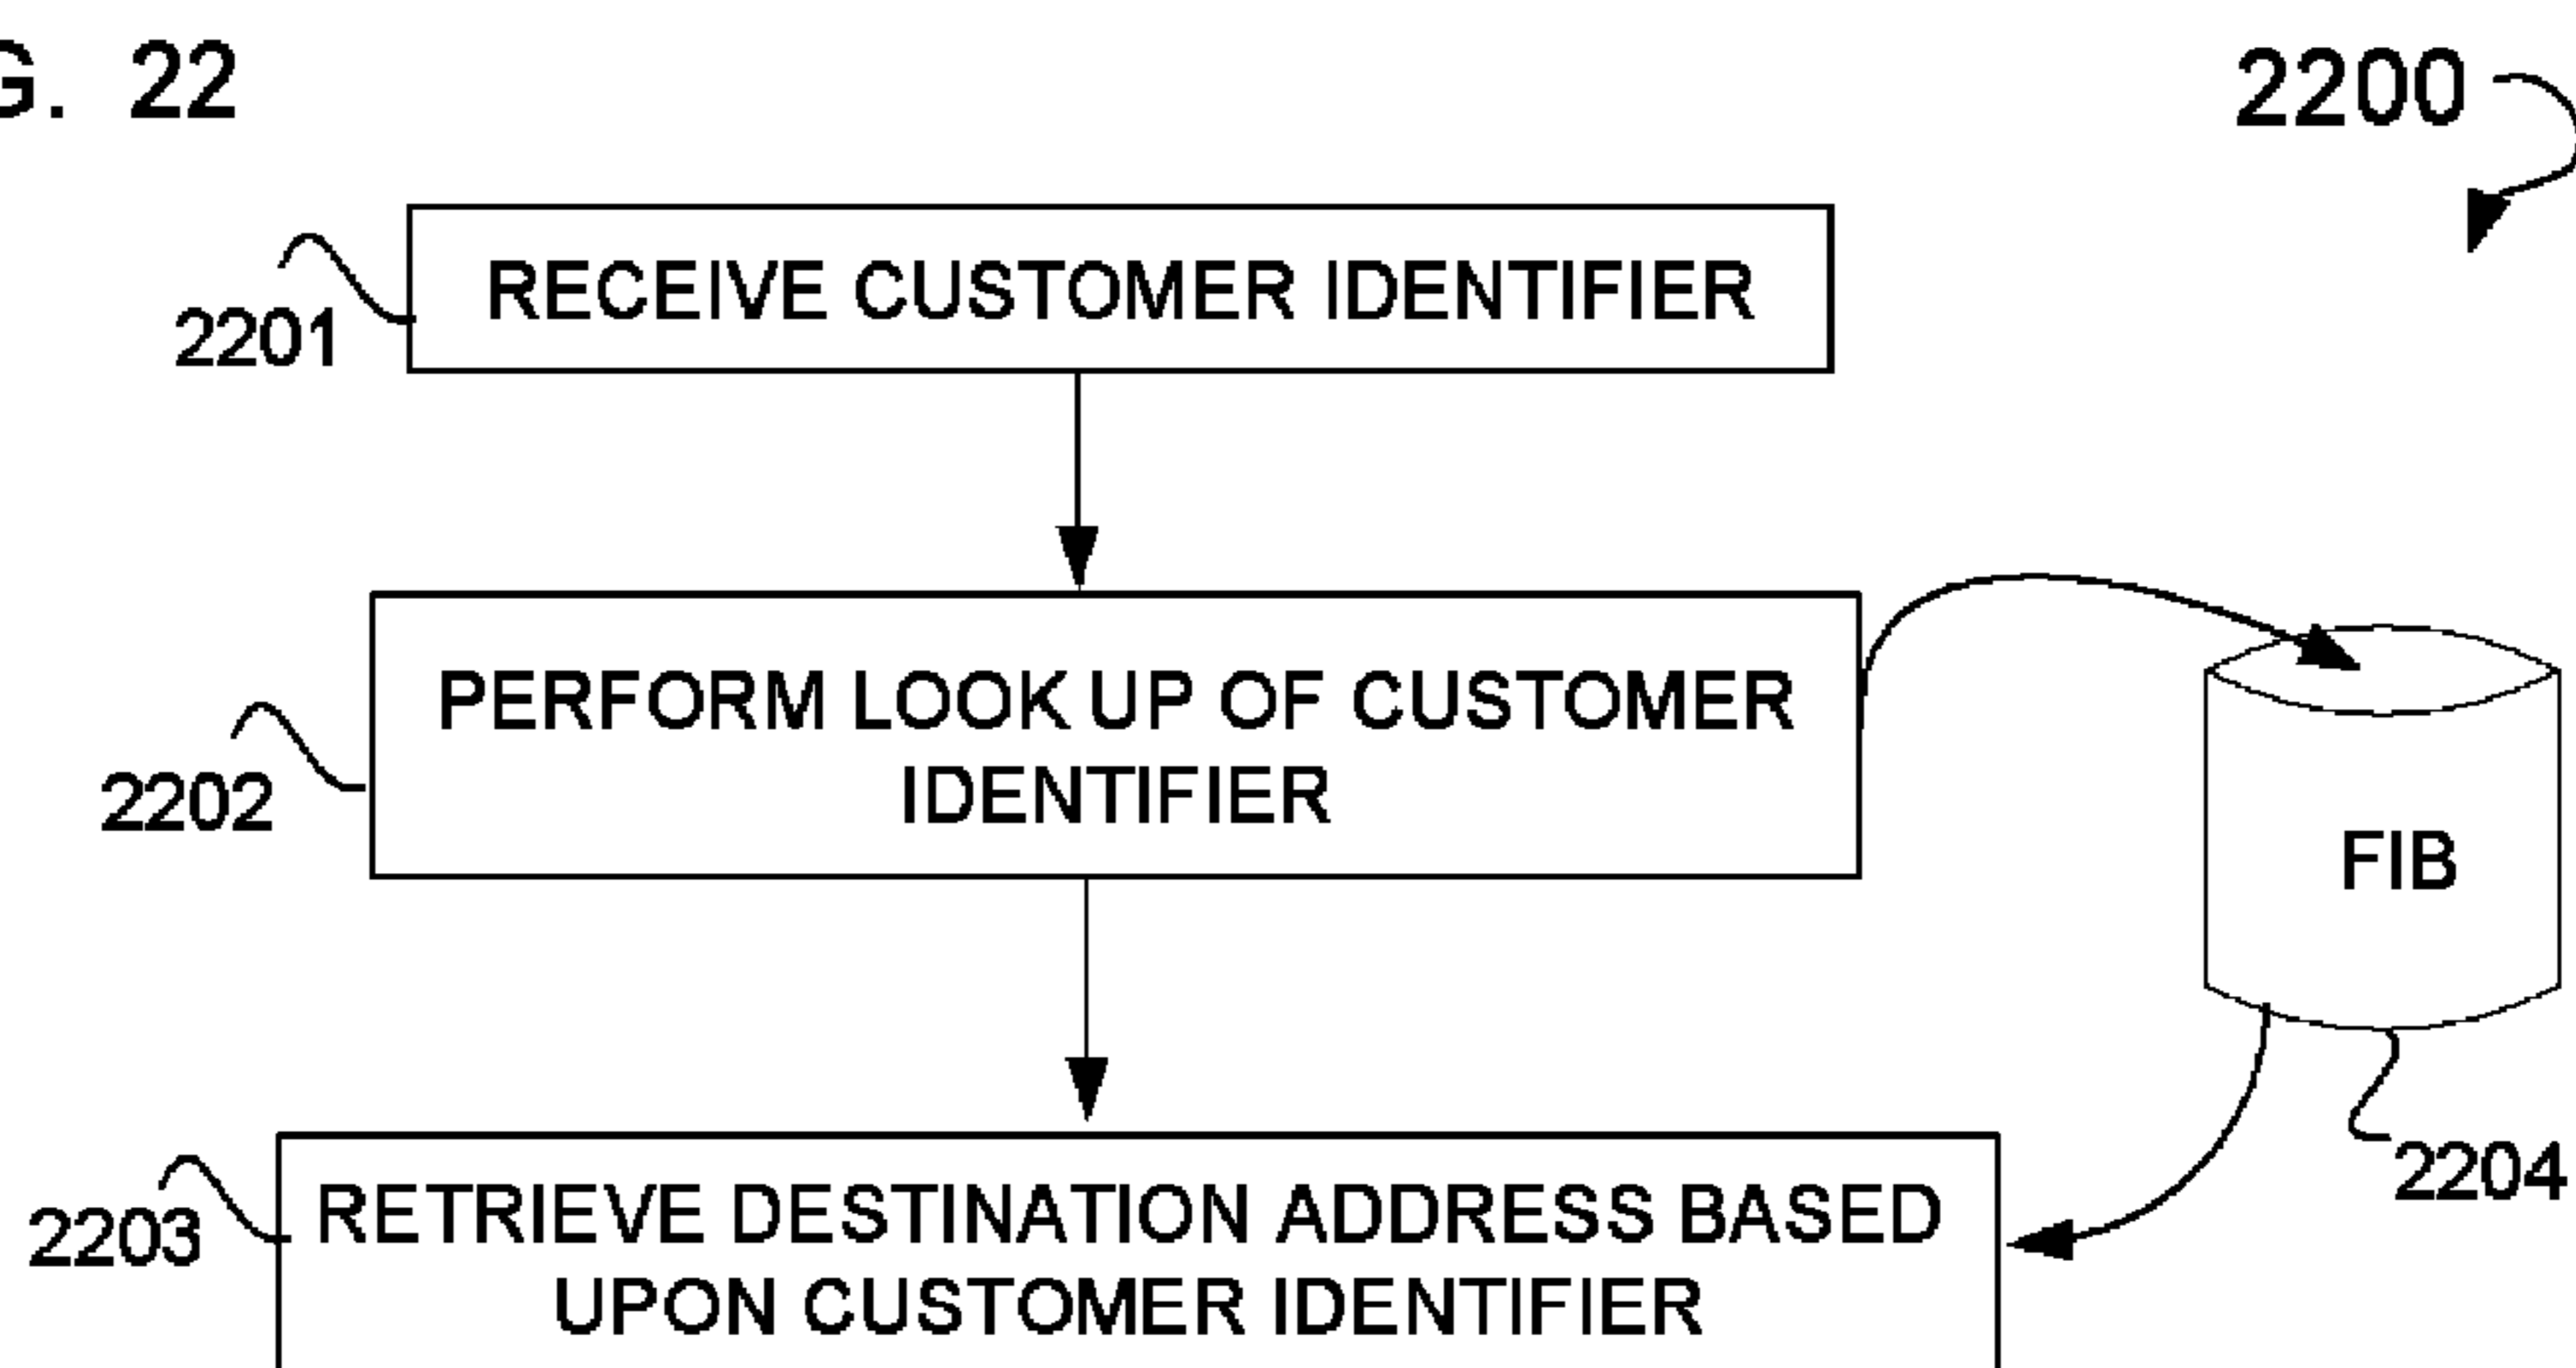 G. 22
2200
RECEIVE CUSTOMER IDENTIFIER
2201
PERFORM LOOK UP OF CUSTOMER
IDENTIFIER
2202
FIB
2204
RETRIEVE DESTINATION ADDRESS BASED
UPON CUSTOMER IDENTIFIER
2203